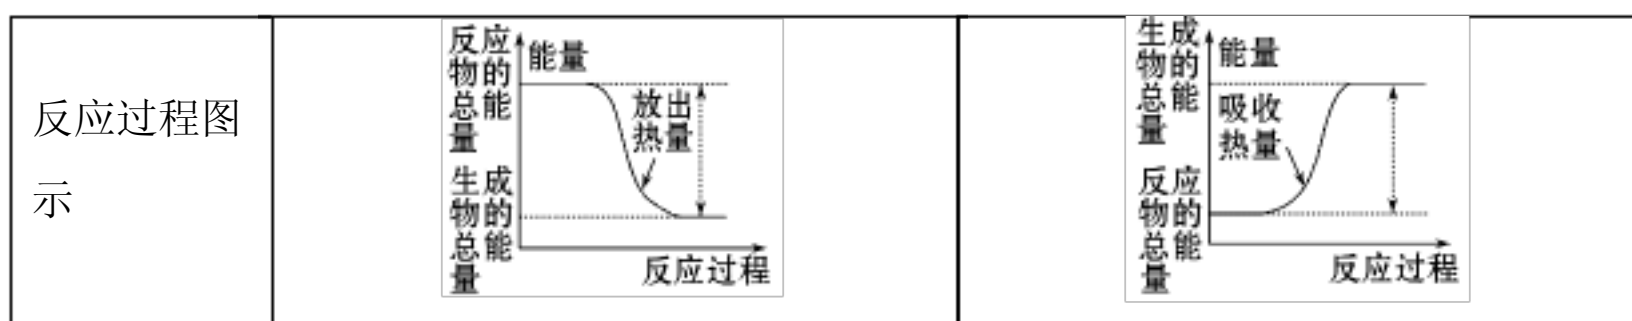 反应过程图
示
反应
物的
总能
量
能量
放出
热量
生成
物的
总能
量
反应过程
生成
物的
总能
量
能量
吸收
热量
反应
物的
总能
量
反应过程